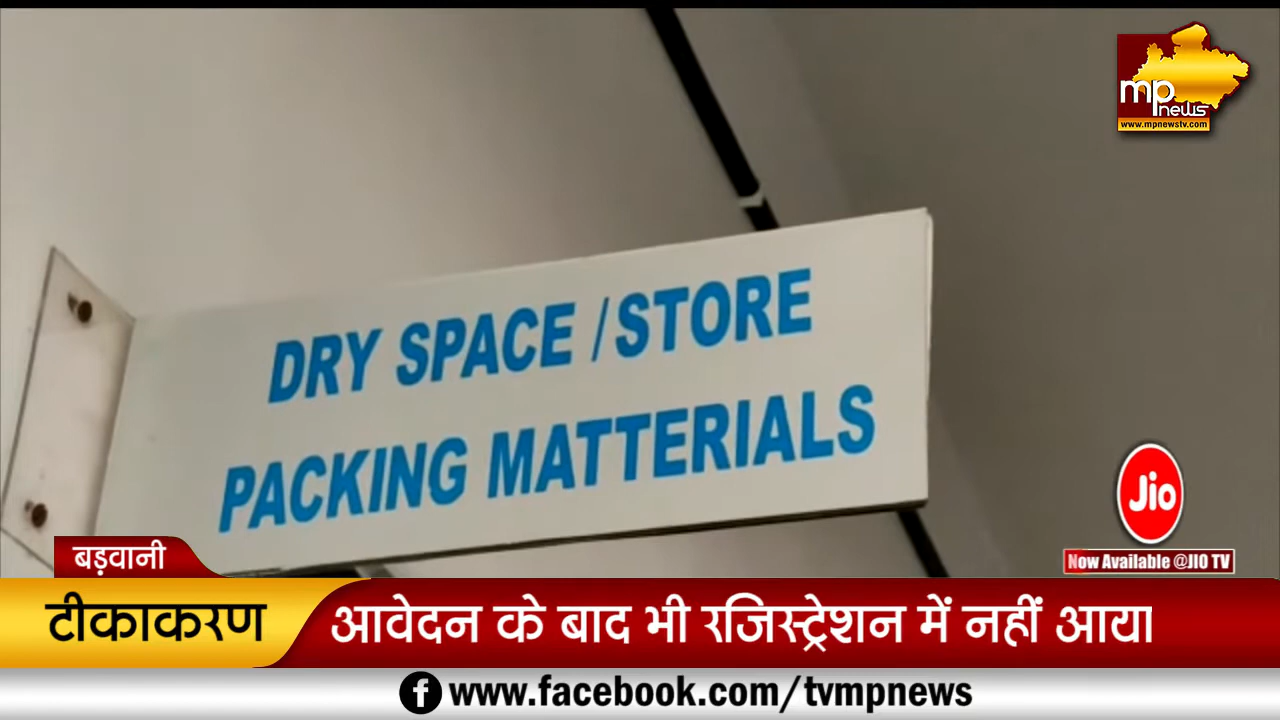 mp
news
www.mpnewstv.com
DRY SPACE /STORE
PACKING MATTERIALS
Jio
Now Available @JIO TV
बड़वानी
टीकाकरण
आवेदन के बाद भी रजिस्ट्रेशन में नहीं आया
www.facebook.com/tvmpnews